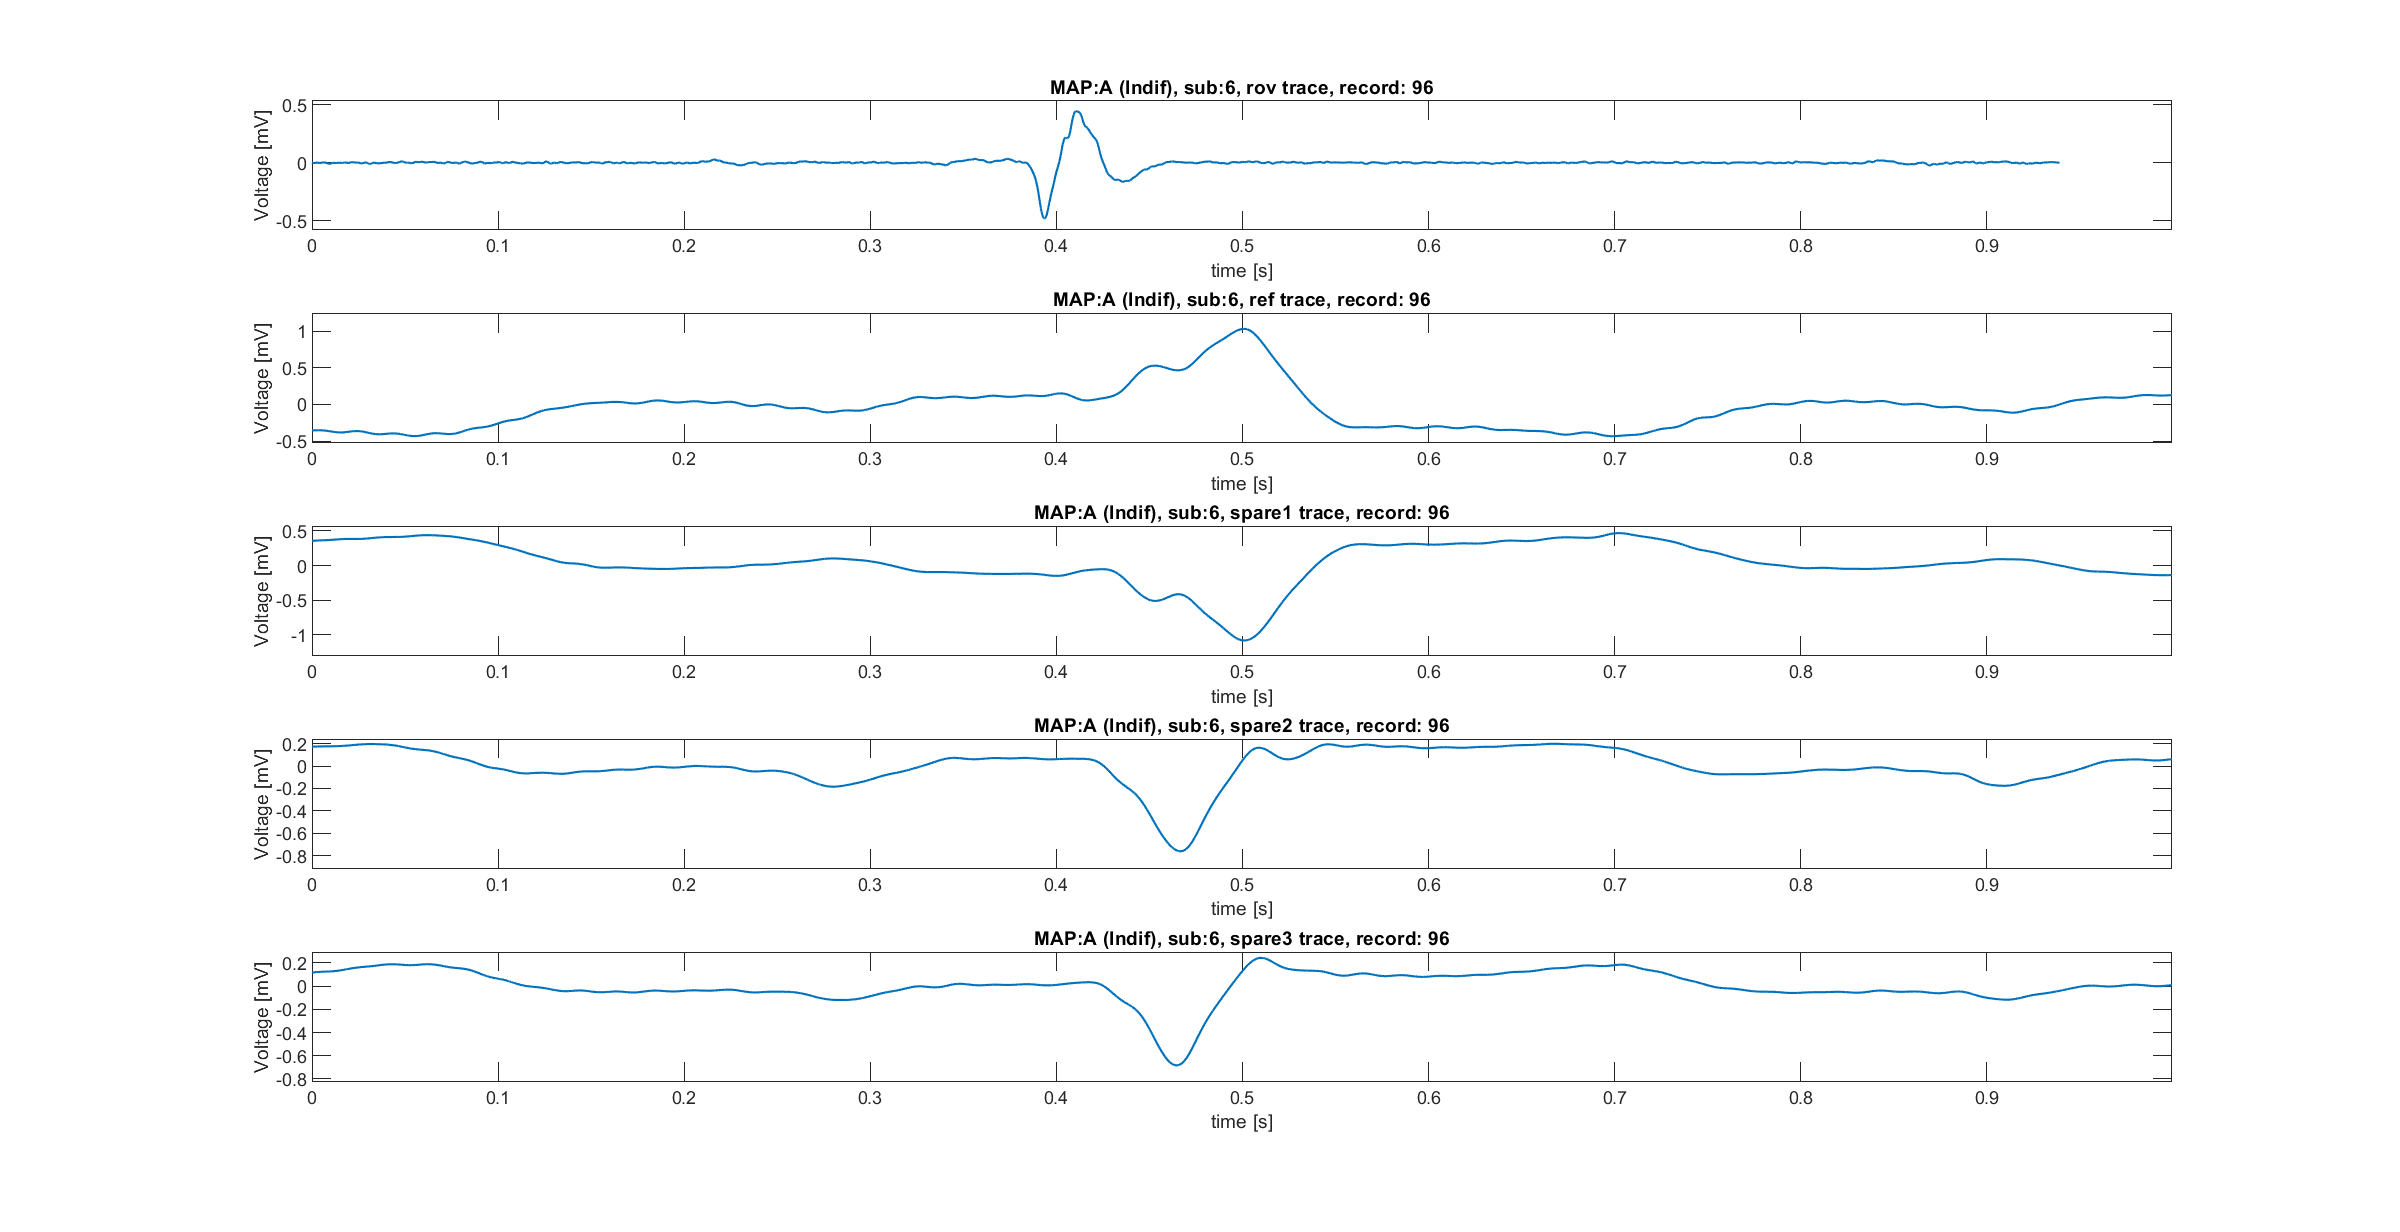 MAP:A (Indif), sub:6, rov trace, record: 96
Voltage [mV]
0.5
0
-0.5
0 0.1 0.2 0.3 0.4 0.5 0.6 0.7 0.8 0.9
time [s]
MAP:A (Indif), sub:6, ref trace, record: 96
Voltage [mV]
1
0.5
0
-0.5
0 0.1 0.2 0.3 0.4 0.5 0.6 0.7 0.8 0.9
time [s]
MAP:A (Indif), sub:6, spare1 trace, record: 96
Voltage [mV]
0.5
0
-0.5
-1
0 0.1 0.2 0.3 0.4 0.5 0.6 0.7 0.8 0.9
time [s]
MAP:A (Indif), sub:6, spare2 trace, record: 96
Voltage [mV]
0.2
0
-0.2
-0.4
-0.6
-0.8
0 0.1 0.2 0.3 0.4 0.5 0.6 0.7 0.8 0.9
time [s]
MAP:A (Indif), sub:6, spare3 trace, record: 96
Voltage [mV]
0.2
0
-0.2
-0.4
-0.6
-0.8
0 0.1 0.2 0.3 0.4 0.5 0.6 0.7 0.8 0.9
time [s]